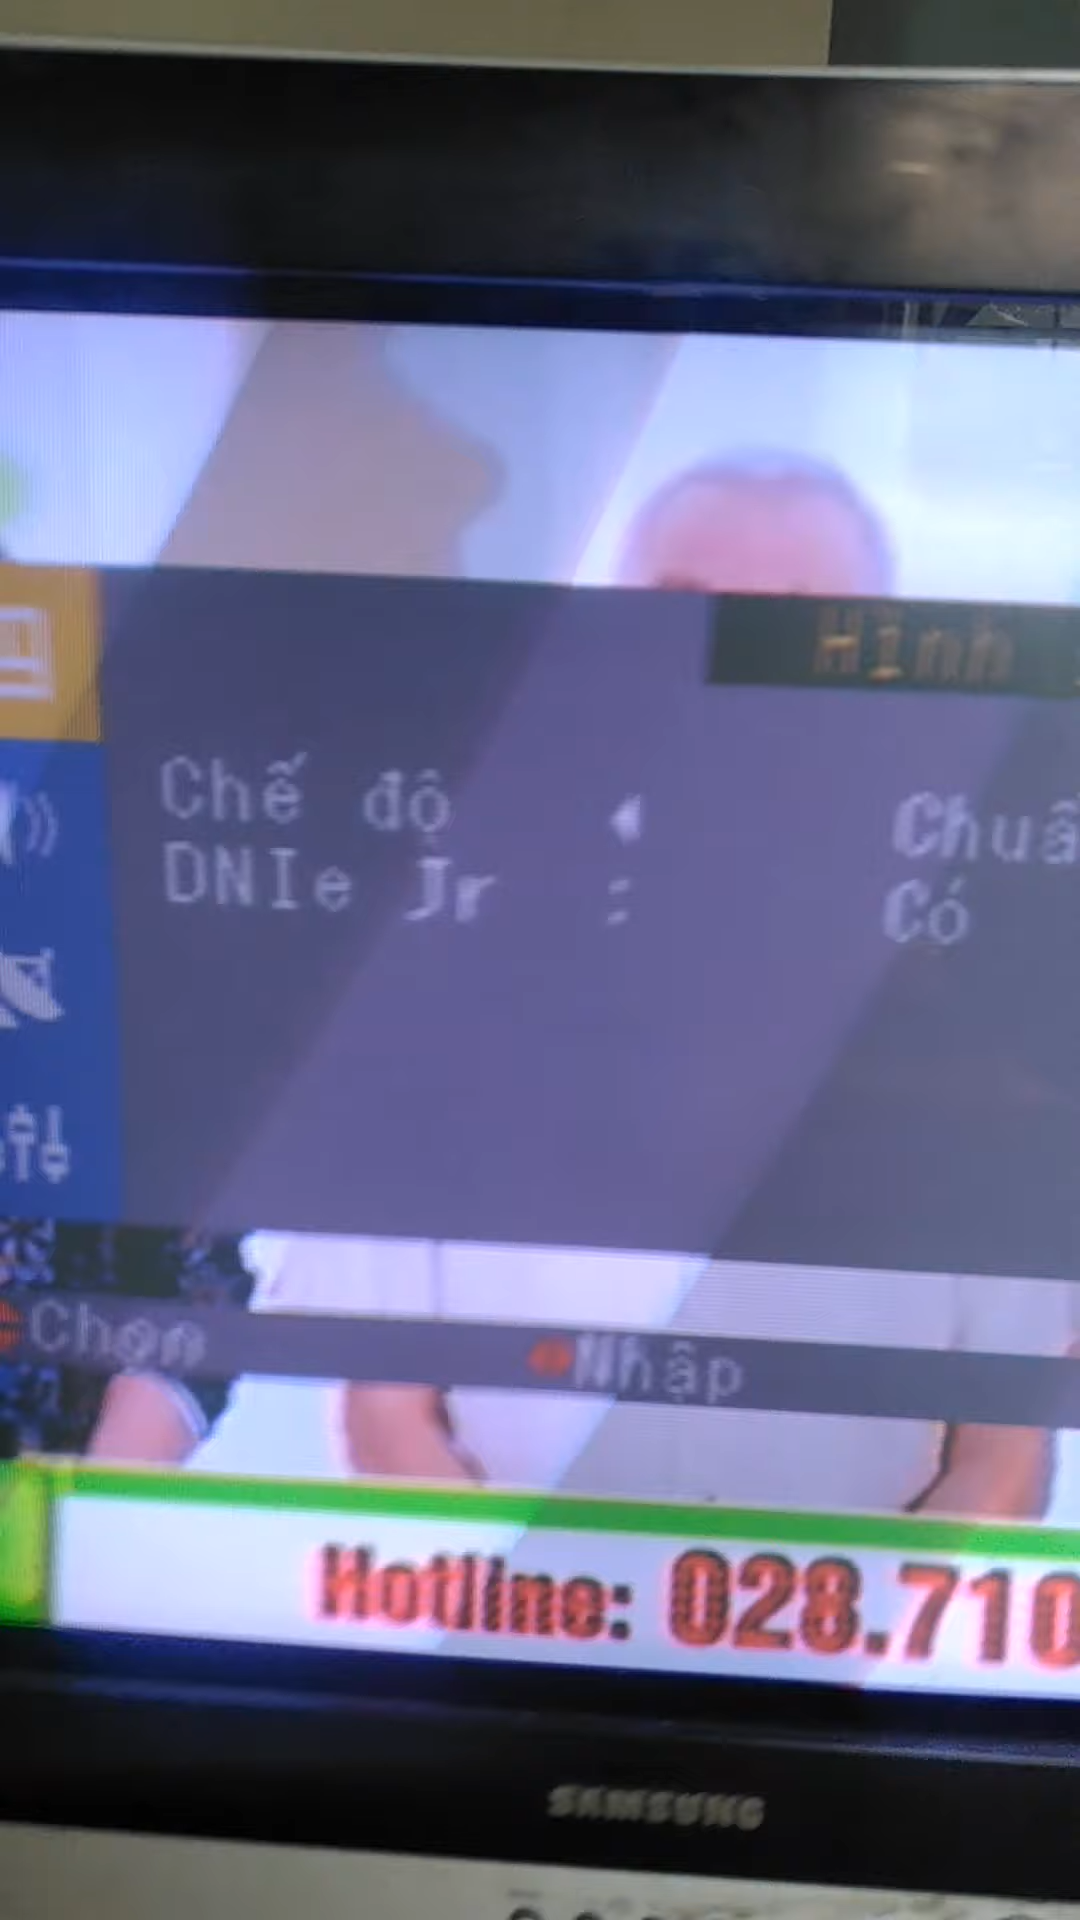 Hình
Chế độ
DNIe Jr : Có
Chọn Nhập
Hotline: 028.710
SAMSUNG